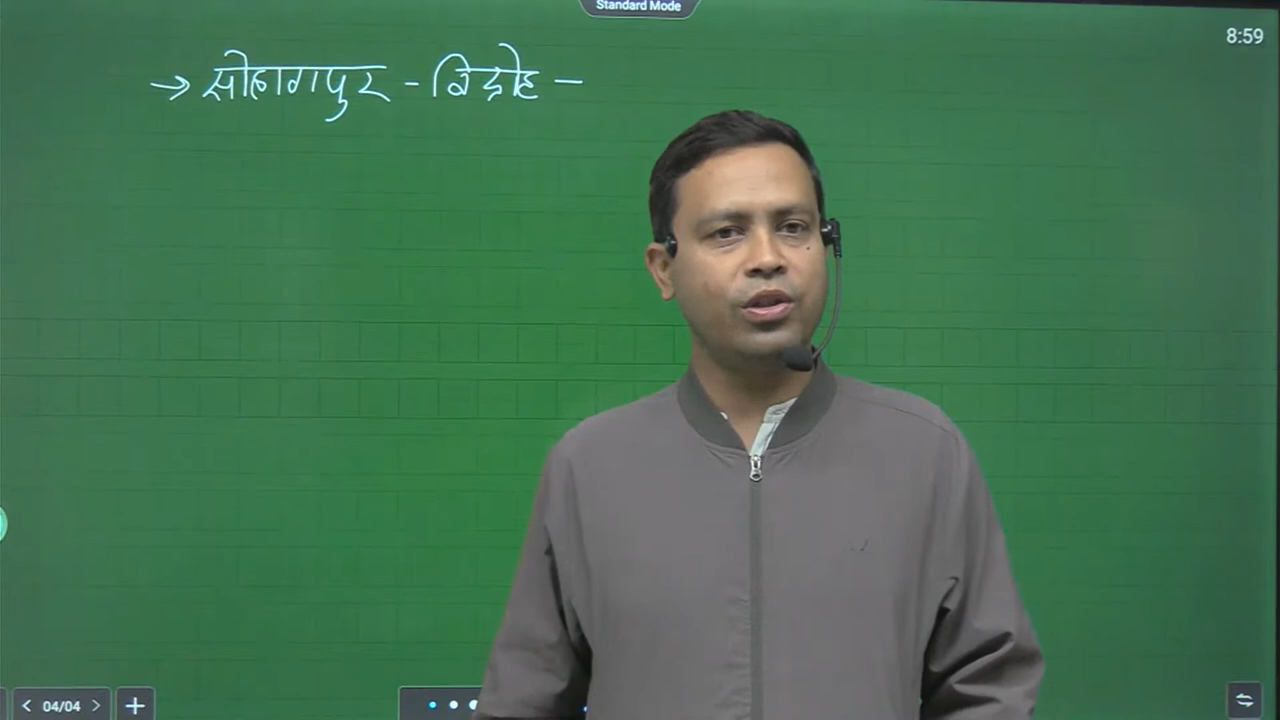 Standard Mode
8:59
→ सोहागपुर - विद्रोह -
< 04/04 > +